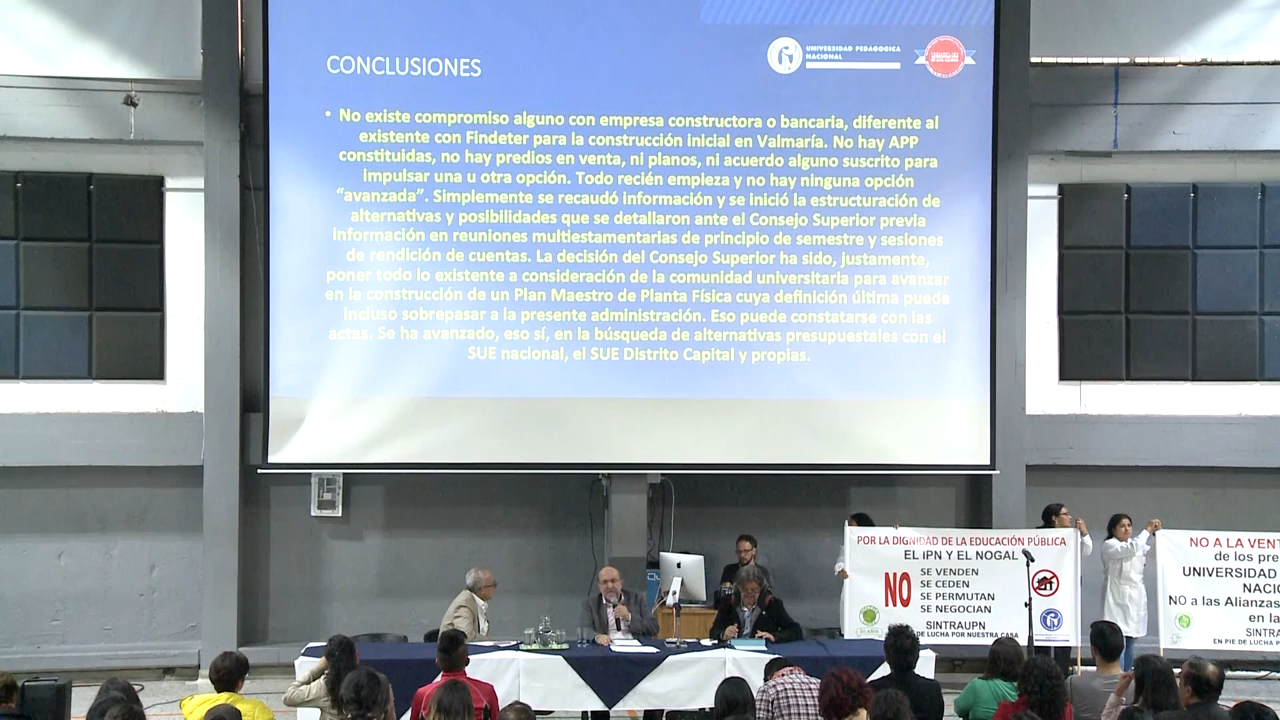 CONCLUSIONES
UNIVERSIDAD PEDAGOGICA
NACIONAL
• No existe compromiso alguno con empresa constructora o bancaria, diferente al
existente con Findeter para la construcción inicial en Valmaría. No hay APP
constituidas, no hay predios en venta, ni planos, ni acuerdo alguno suscrito para
impulsar una u otra opción. Todo recién empieza y no hay ninguna opción
“avanzada”. Simplemente se recaudó información y se inició la estructuración de
alternativas y posibilidades que se detallaron ante el Consejo Superior previa
información en reuniones multiestamentarias de principio de semestre y sesiones
de rendición de cuentas. La decisión del Consejo Superior ha sido, justamente,
poner todo lo existente a consideración de la comunidad universitaria para avanzar
en la construcción de un Plan Maestro de Planta Física cuya definición última puede
incluso sobrepasar a la presente administración. Eso puede constatarse con las
actas. Se ha avanzado, eso sí, en la búsqueda de alternativas presupuestales con el
SUE nacional, el SUE Distrito Capital y propias.
POR LA DIGNIDAD DE LA EDUCACIÓN PÚBLICA
EL IPN Y EL NOGAL
NO
SE VENDEN
SE CEDEN
SE PERMUTAN
SE NEGOCIAN
SINTRAUPN
DE LUCHA POR NUESTRA CASA
NO A LA VENT
de los pre
UNIVERSIDAD
NACIO
NO a las Alianzas
en la
SINTRA
EN PIE DE LUCHA P